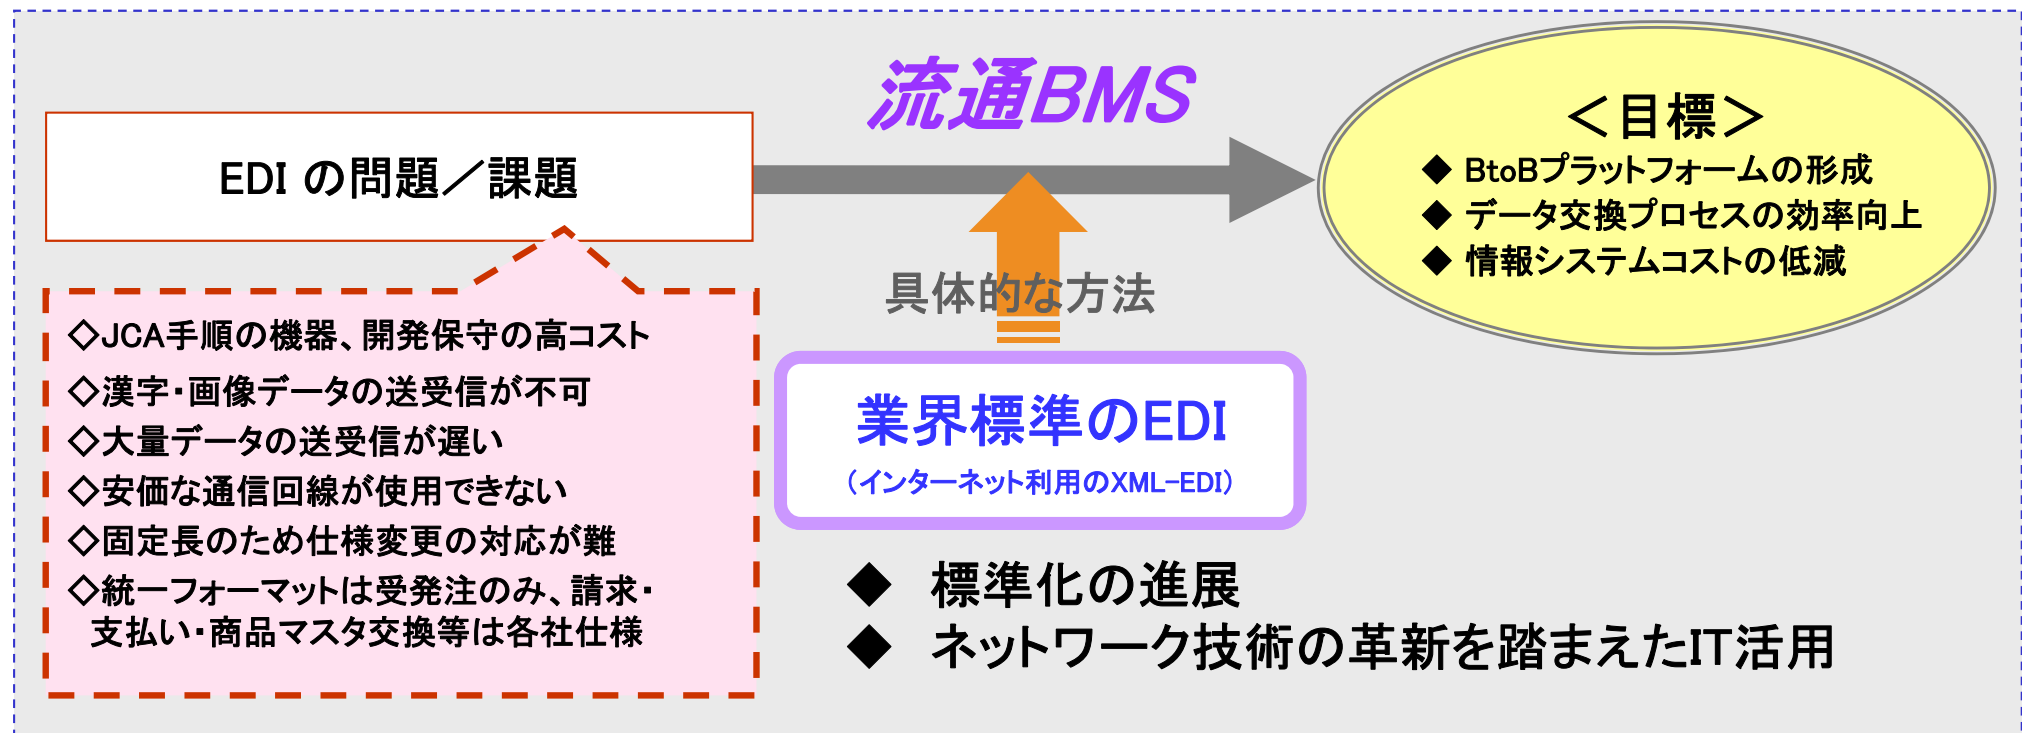 流通BMS
EDI の問題／課題
◇JCA手順の機器、開発保守の高コスト
◇漢字・画像データの送受信が不可
◇大量データの送受信が遅い
◇安価な通信回線が使用できない
◇固定長のため仕様変更の対応が難
◇統一フォーマットは受発注のみ、請求・
支払い・商品マスタ交換等は各社仕様
＜目標＞
◆ BtoBプラットフォームの形成
◆ データ交換プロセスの効率向上
◆ 情報システムコストの低減
具体的な方法
業界標準のEDI
（インターネット利用のXML-EDI）
◆ 標準化の進展
◆ ネットワーク技術の革新を踏まえたIT活用